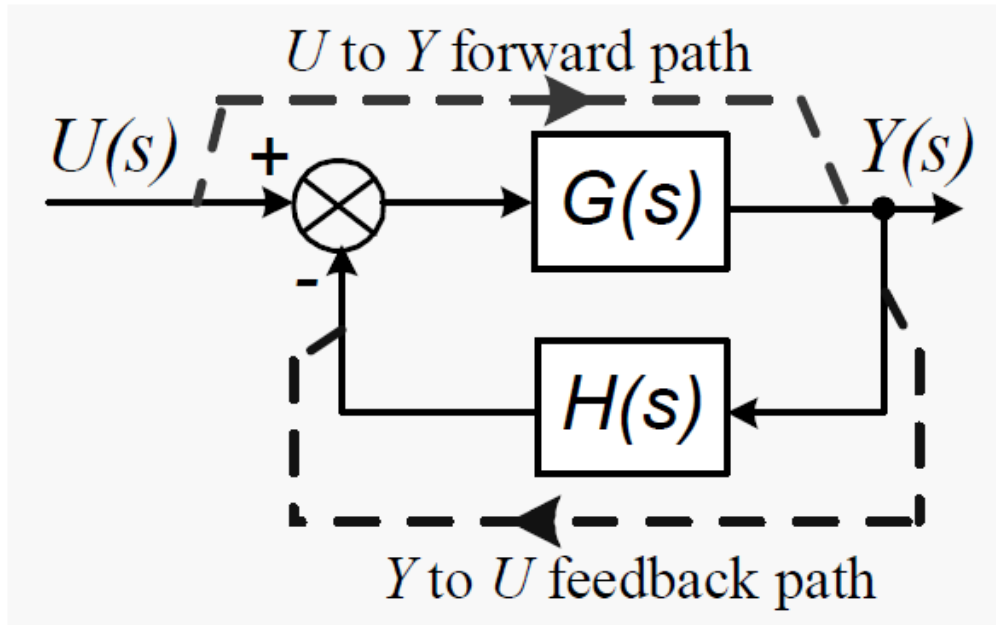 U to Y forward path
U(s)
+
G(s)
Y(s)
-
H(s)
Y to U feedback path